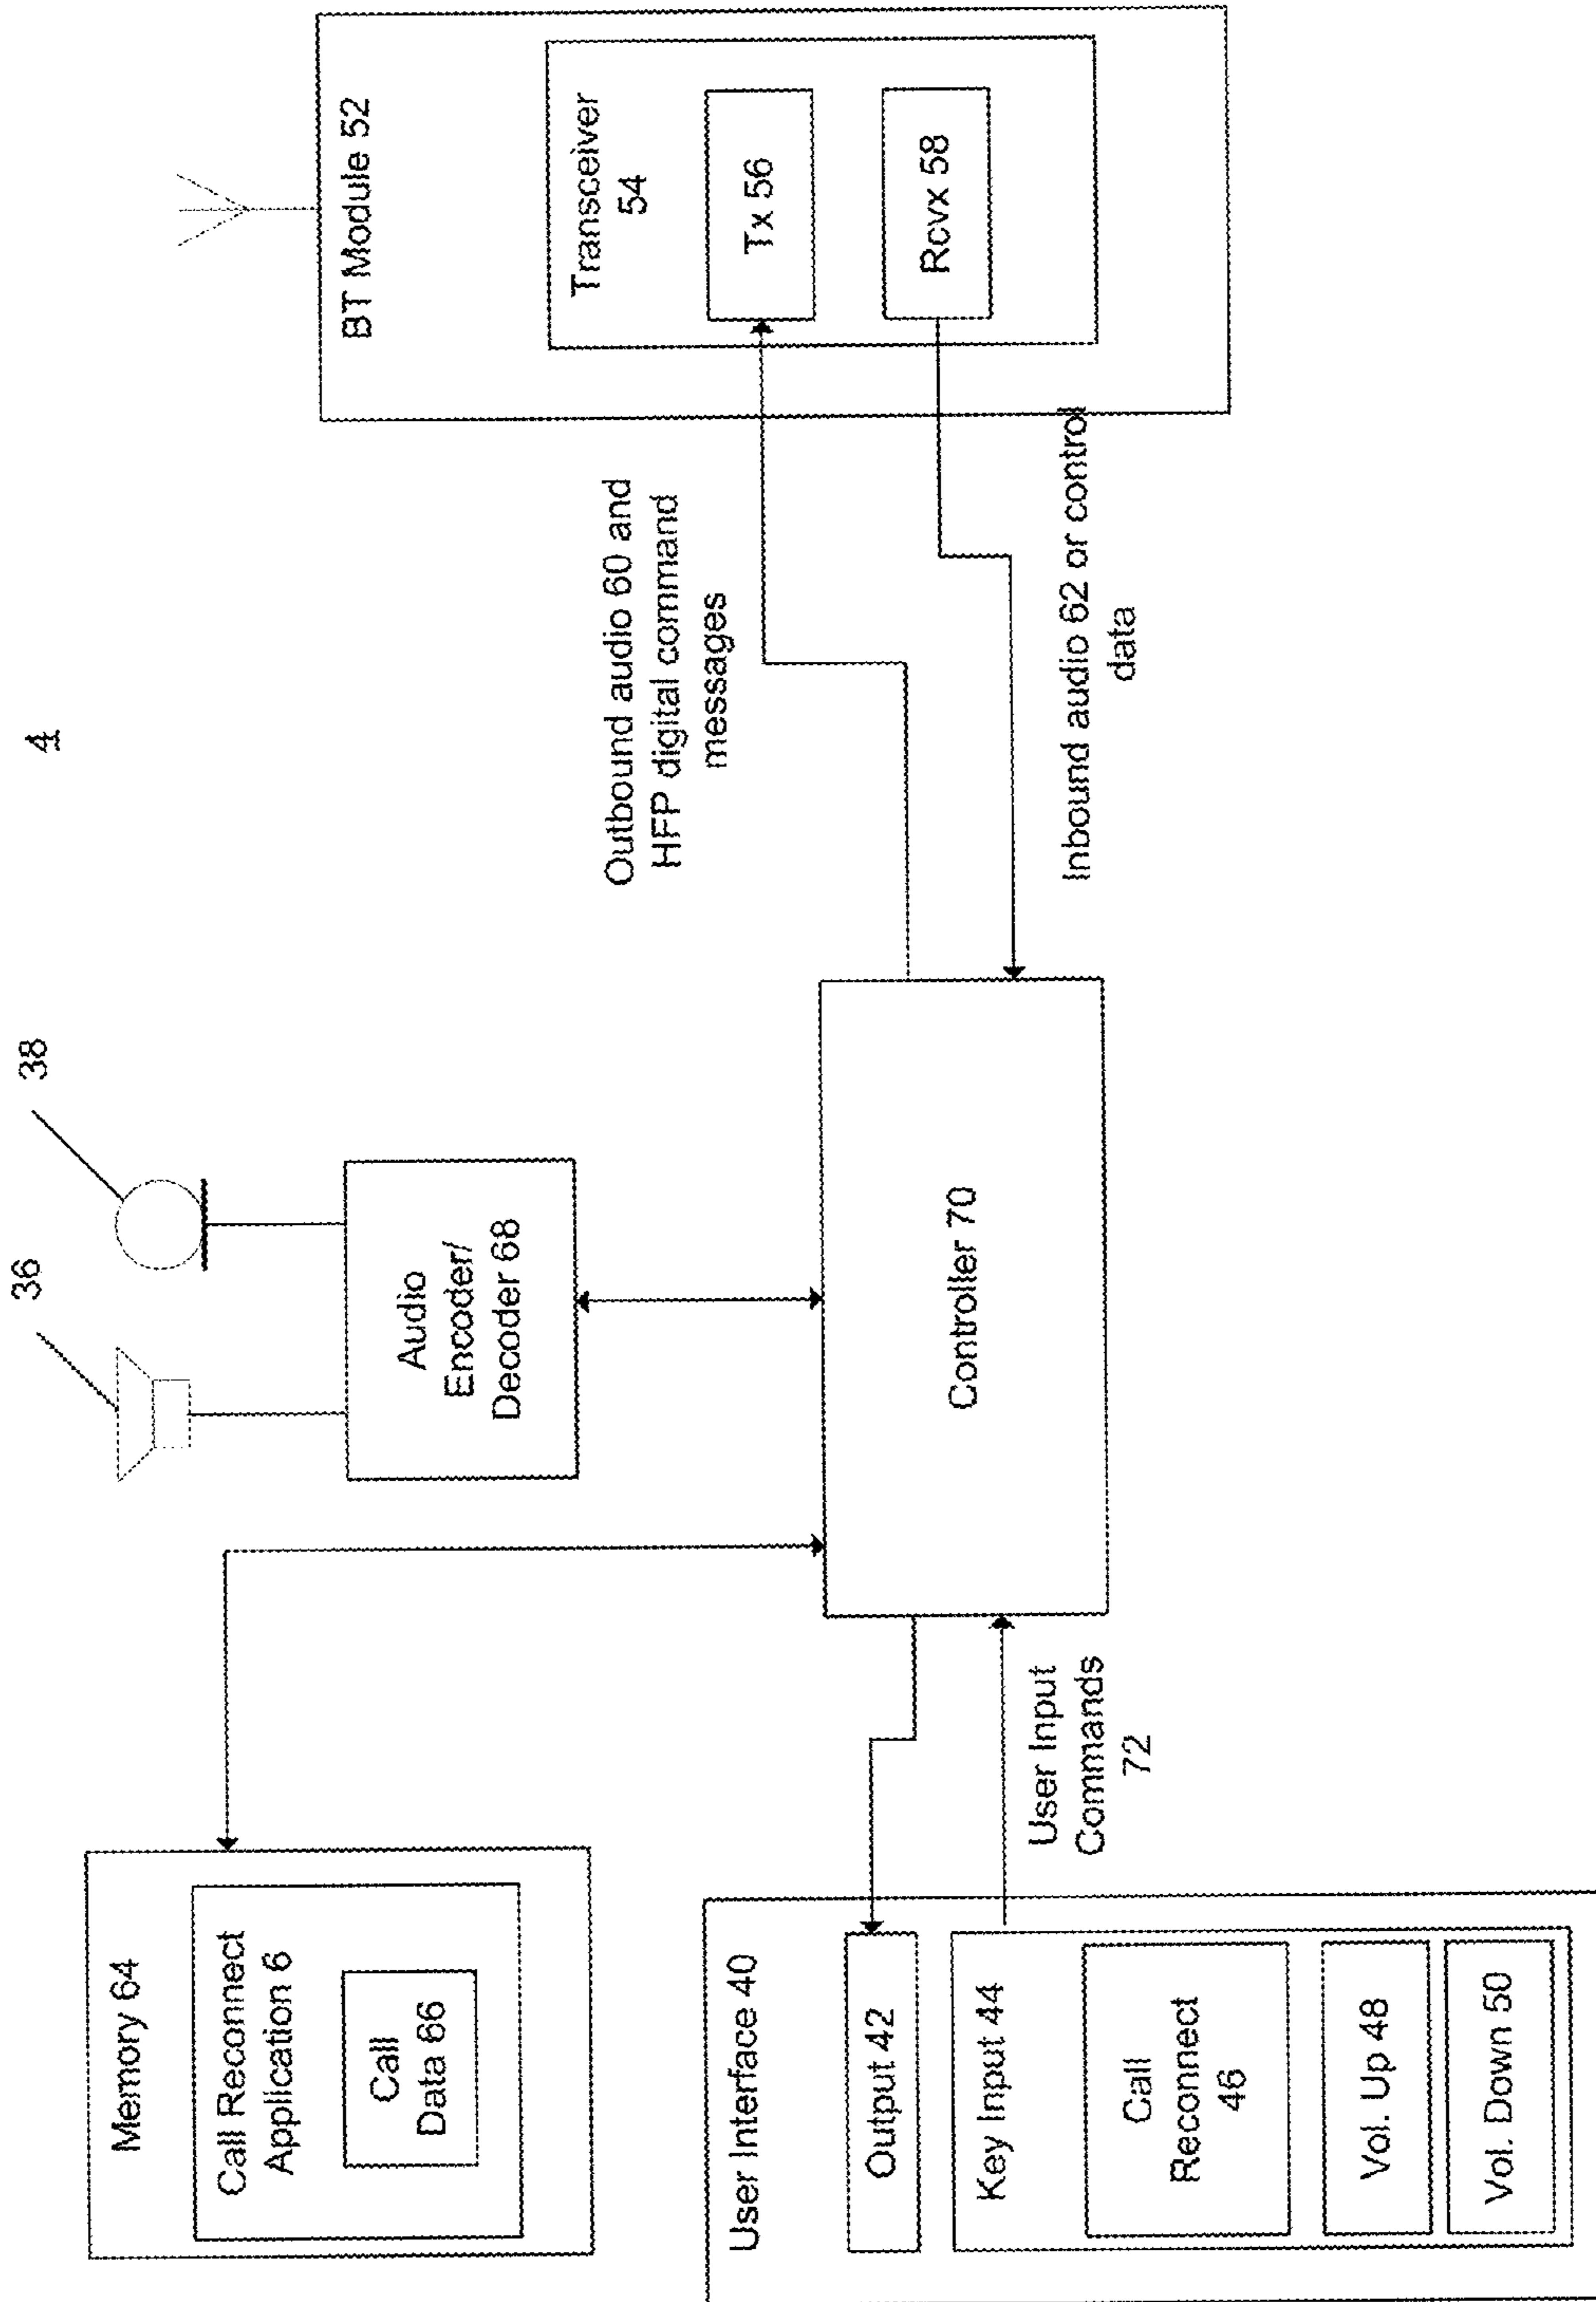 4
36
38
Memory 64
Call Reconnect
Application 6
Call
Data 66
Audio
Encoder/
Decoder 68
BT Module 52
Transceiver
54
Tx 56
Rcvx 58
Outbound audio 60 and
HFP digital command
messages
Inbound audio 62 or control
data
Controller 70
User Interface 40
Output 42
Key Input 44
Call
Reconnect
46
Vol. Up 48
Vol. Down 50
User Input
Commands
72